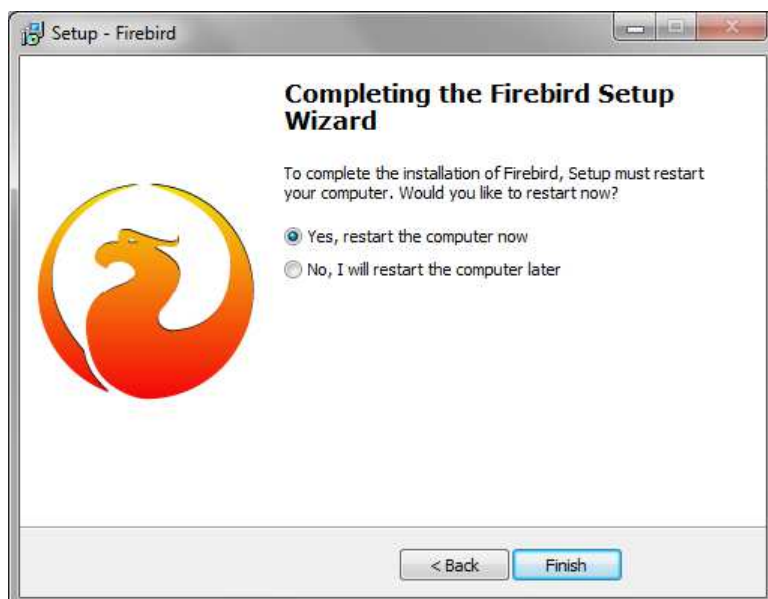 Setup - Firebird
Completing the Firebird Setup
Wizard
To complete the installation of Firebird, Setup must restart
your computer. Would you like to restart now?
Yes, restart the computer now
No, I will restart the computer later
< Back
Finish